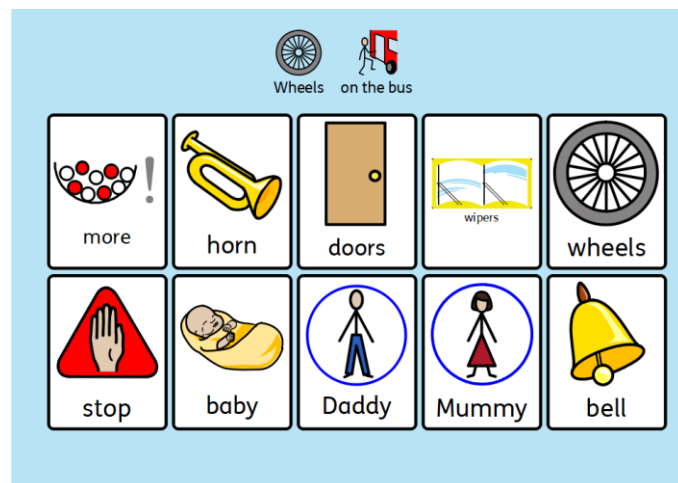 Wheels on the bus
more horn doors wipers wheels
stop baby Daddy Mummy bell